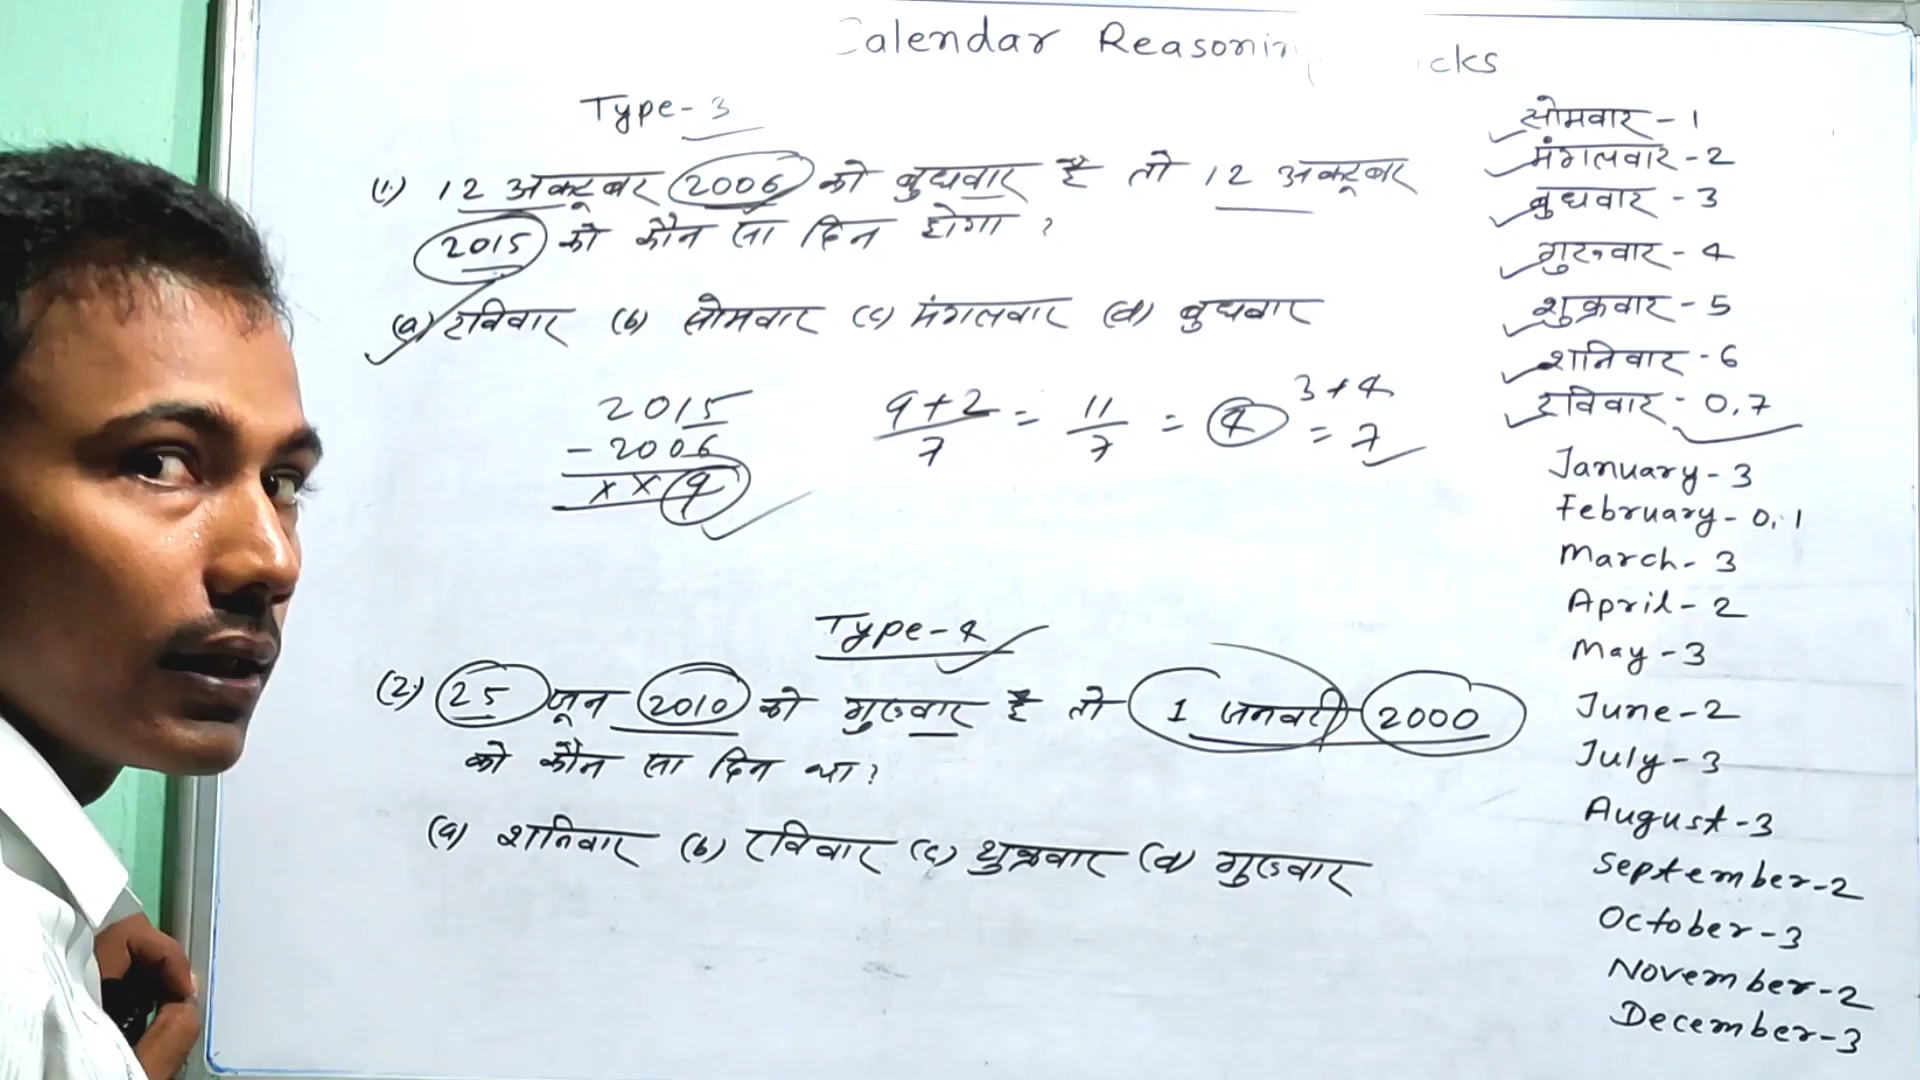 Calendar Reasoning
Type-3
(1) 12 अक्टूबर 2006 को बुधवार है तो 12 अक्टूबर
2015 को कौन सा दिन होगा ?
(a) रविवार (b) सोमवार (c) मंगलवार (d) बुधवार
2015
- 2006
x x 9
9+2/7 = 11/7 = 4 3+4
= 7
Type-4
(2) 25 जून 2010 को गुरुवार है तो 1 जनवरी 2000
को कौन सा दिन था?
(a) शनिवार (b) रविवार (c) शुक्रवार (d) गुरुवार
सोमवार - 1
मंगलवार - 2
बुधवार - 3
गुरुवार - 4
शुक्रवार - 5
शनिवार - 6
रविवार - 0,7
January - 3
February - 0,1
March - 3
April - 2
May - 3
June - 2
July - 3
August - 3
September - 2
October - 3
November - 2
December - 3